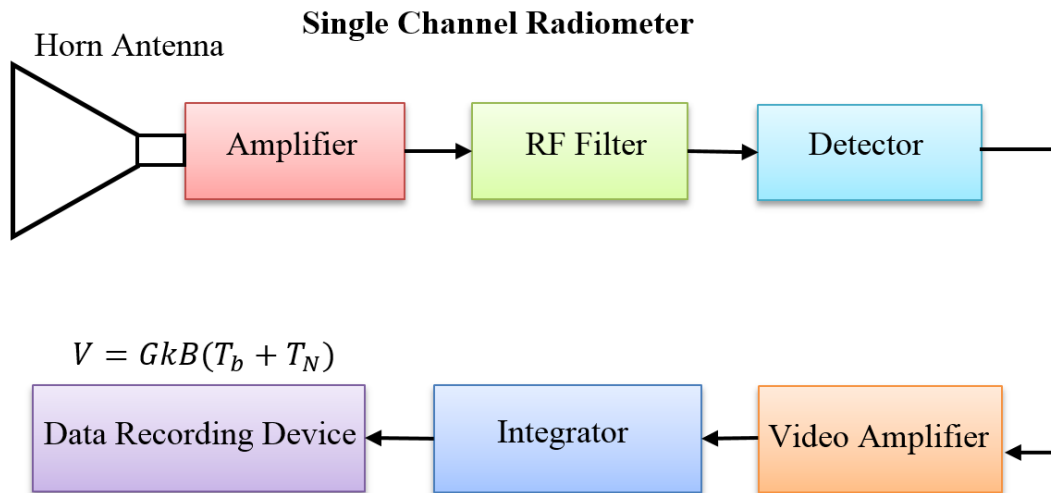 Single Channel Radiometer
Horn Antenna
Amplifier
RF Filter
Detector
V = GkB(T_b + T_N)
Data Recording Device
Integrator
Video Amplifier